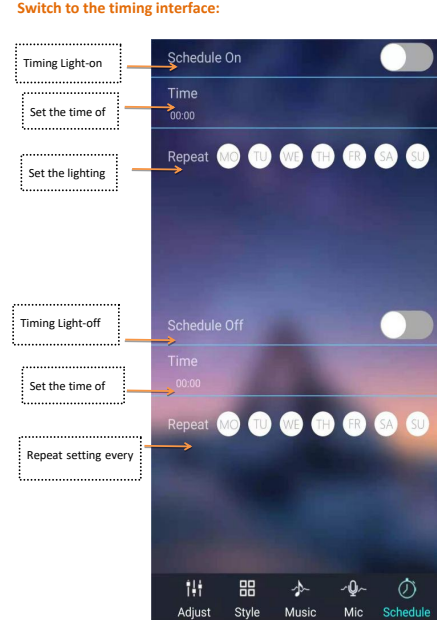 Switch to the timing interface:
Timing Light-on
Schedule On
Set the time of
Time
00:00
Set the lighting
Repeat MO TU WE TH FR SA SU
Timing Light-off
Schedule Off
Set the time of
Time
00:00
Repeat MO TU WE TH FR SA SU
Repeat setting every
Adjust Style Music Mic Schedule